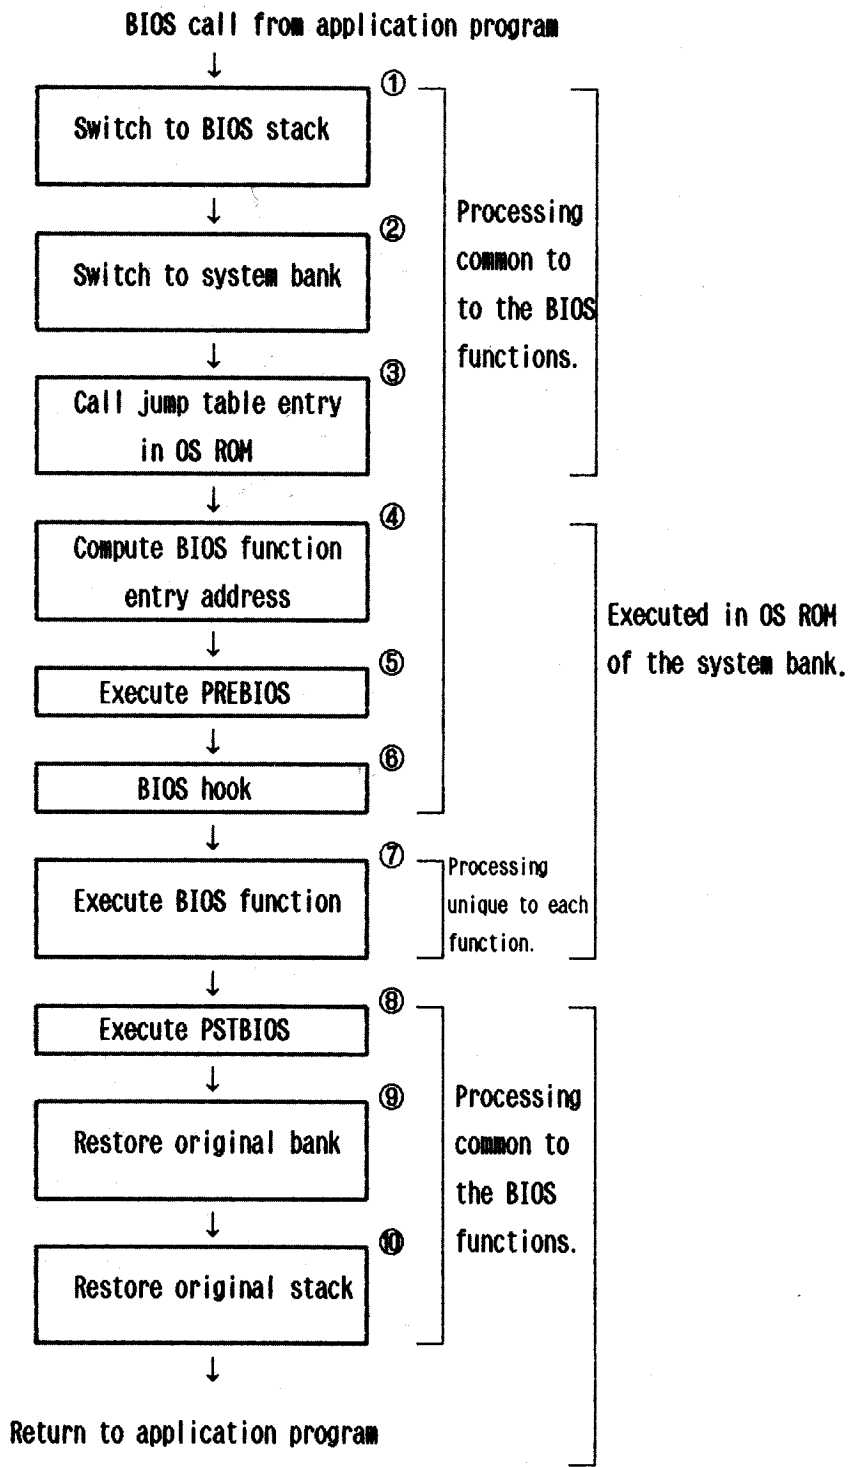 BIOS call from application program
↓
①
Switch to BIOS stack
↓
②
Switch to system bank
↓
③
Call jump table entry
in OS ROM
↓
④
Compute BIOS function
entry address
↓
⑤
Execute PREBIOS
↓
⑥
BIOS hook
↓
⑦
Execute BIOS function
↓
⑧
Execute PSTBIOS
↓
⑨
Restore original bank
↓
⑩
Restore original stack
↓
Return to application program
Processing
common to
to the BIOS
functions.
Executed in OS ROM
of the system bank.
Processing
unique to each
function.
Processing
common to
the BIOS
functions.